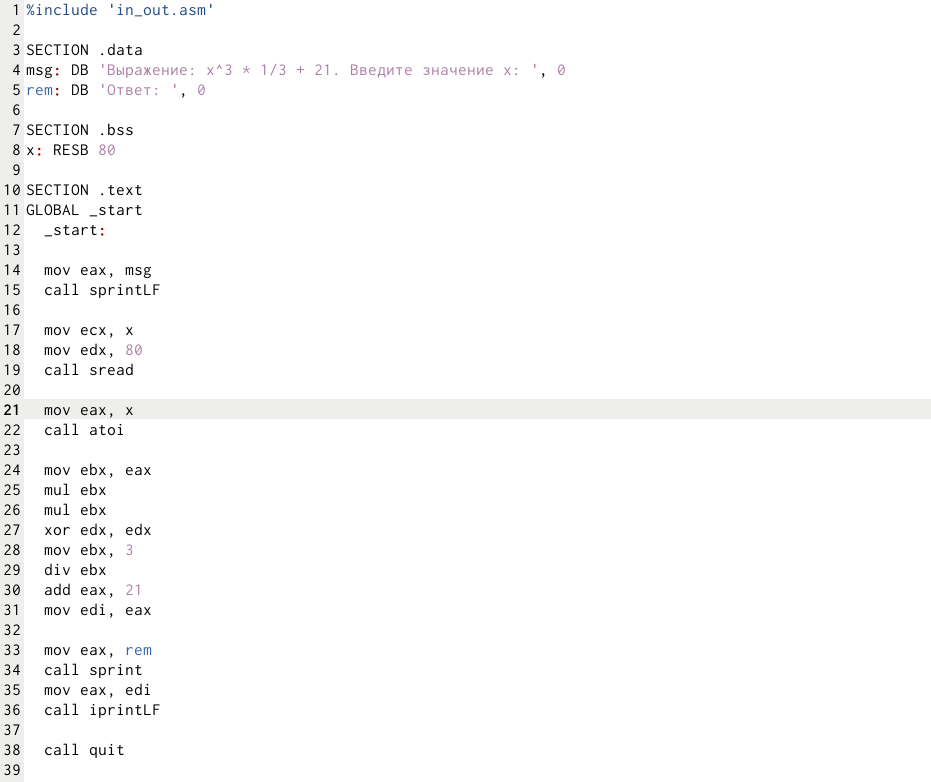 1 %include 'in_out.asm'
2
3 SECTION .data
4 msg: DB 'Выражение: x^3 * 1/3 + 21. Введите значение x: ', 0
5 rem: DB 'Ответ: ', 0
6
7 SECTION .bss
8 x: RESB 80
9
10 SECTION .text
11 GLOBAL _start
12 _start:
13
14 mov eax, msg
15 call sprintLF
16
17 mov ecx, x
18 mov edx, 80
19 call sread
20
21 mov eax, x
22 call atoi
23
24 mov ebx, eax
25 mul ebx
26 mul ebx
27 xor edx, edx
28 mov ebx, 3
29 div ebx
30 add eax, 21
31 mov edi, eax
32
33 mov eax, rem
34 call sprint
35 mov eax, edi
36 call iprintLF
37
38 call quit
39